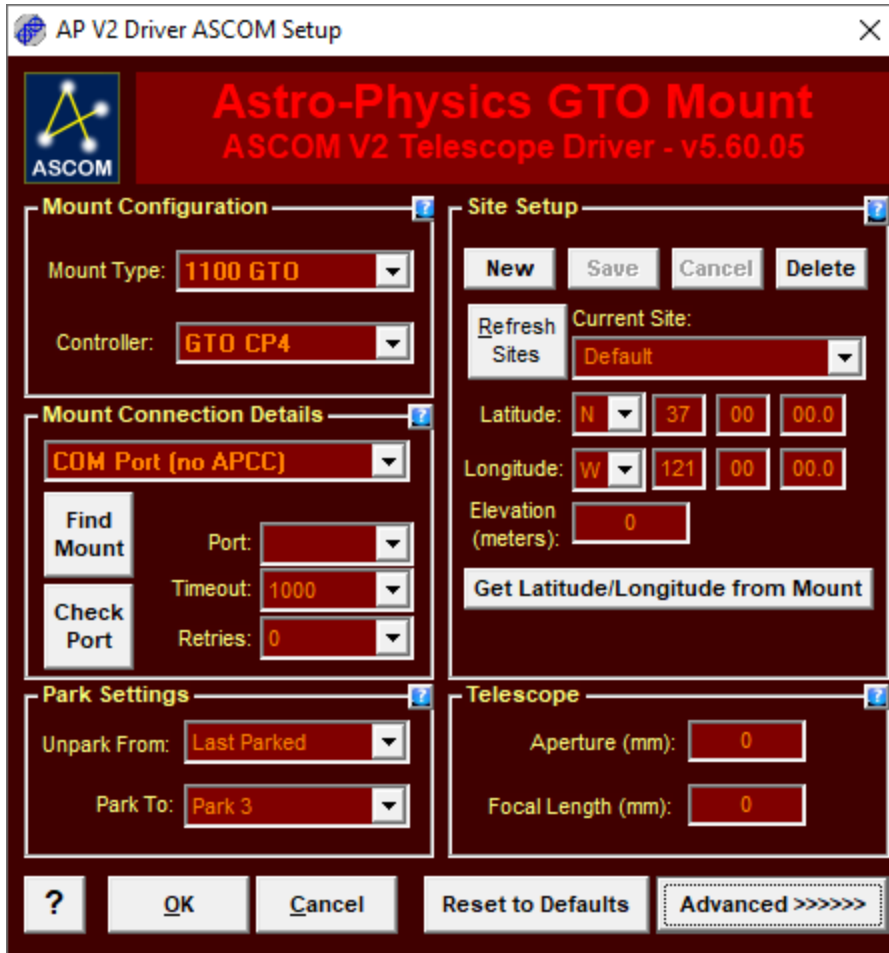 AP V2 Driver ASCOM Setup
ASCOM
Astro-Physics GTO Mount
ASCOM V2 Telescope Driver - v5.60.05
Mount Configuration ?
Mount Type: 1100 GTO
Controller: GTO CP4
Mount Connection Details ?
COM Port (no APCC)
Find
Mount
Port:
Timeout: 1000
Check
Port
Retries: 0
Park Settings ?
Unpark From: Last Parked
Park To: Park 3
Site Setup ?
New Save Cancel Delete
Refresh
Sites
Current Site:
Default
Latitude: N 37 00 00.0
Longitude: W 121 00 00.0
Elevation
(meters): 0
Get Latitude/Longitude from Mount
Telescope ?
Aperture (mm): 0
Focal Length (mm): 0
? OK Cancel Reset to Defaults Advanced >>>>>>